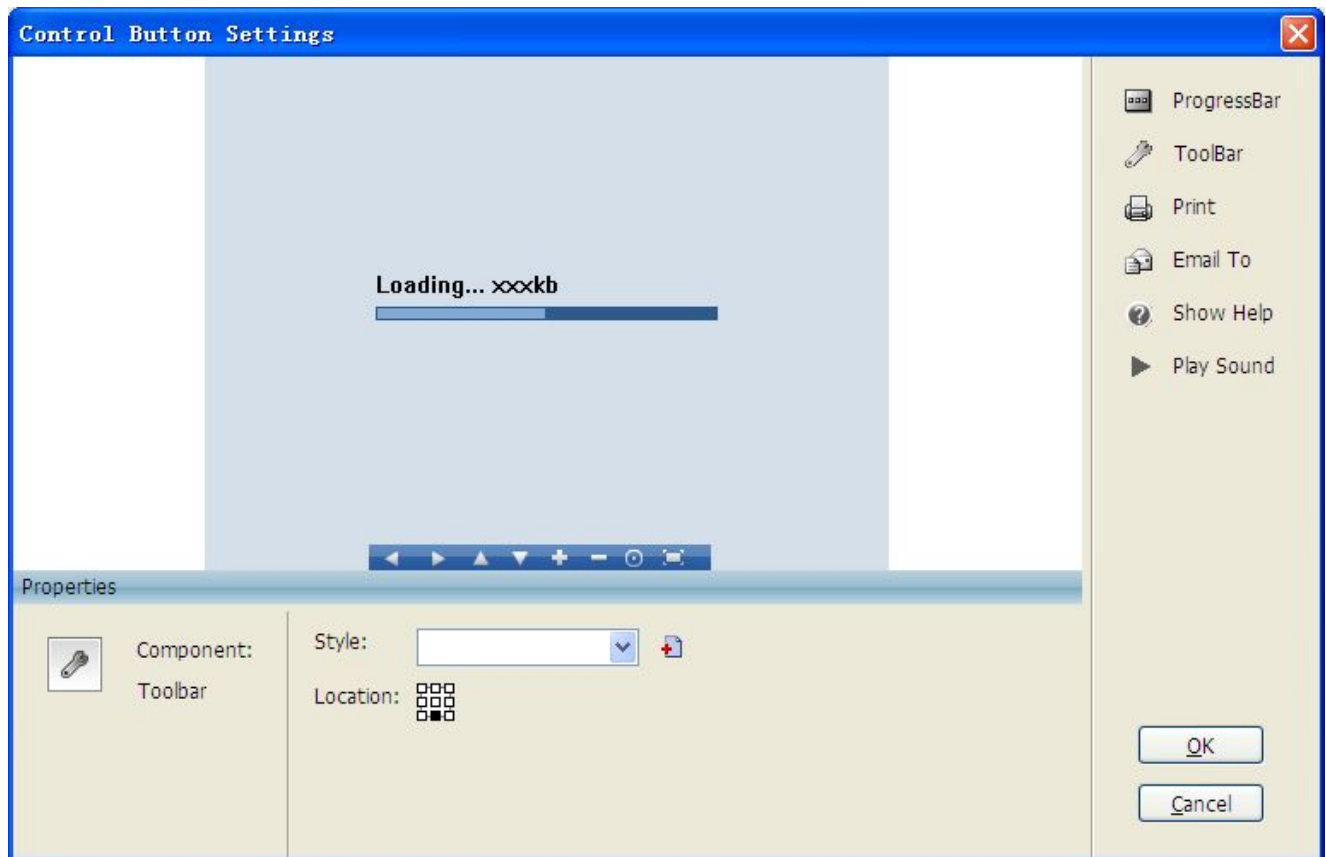 Control Button Settings
ProgressBar
ToolBar
Print
Email To
Show Help
Play Sound
Loading... xxxkb
Properties
Component:
Toolbar
Style:
Location:
OK
Cancel